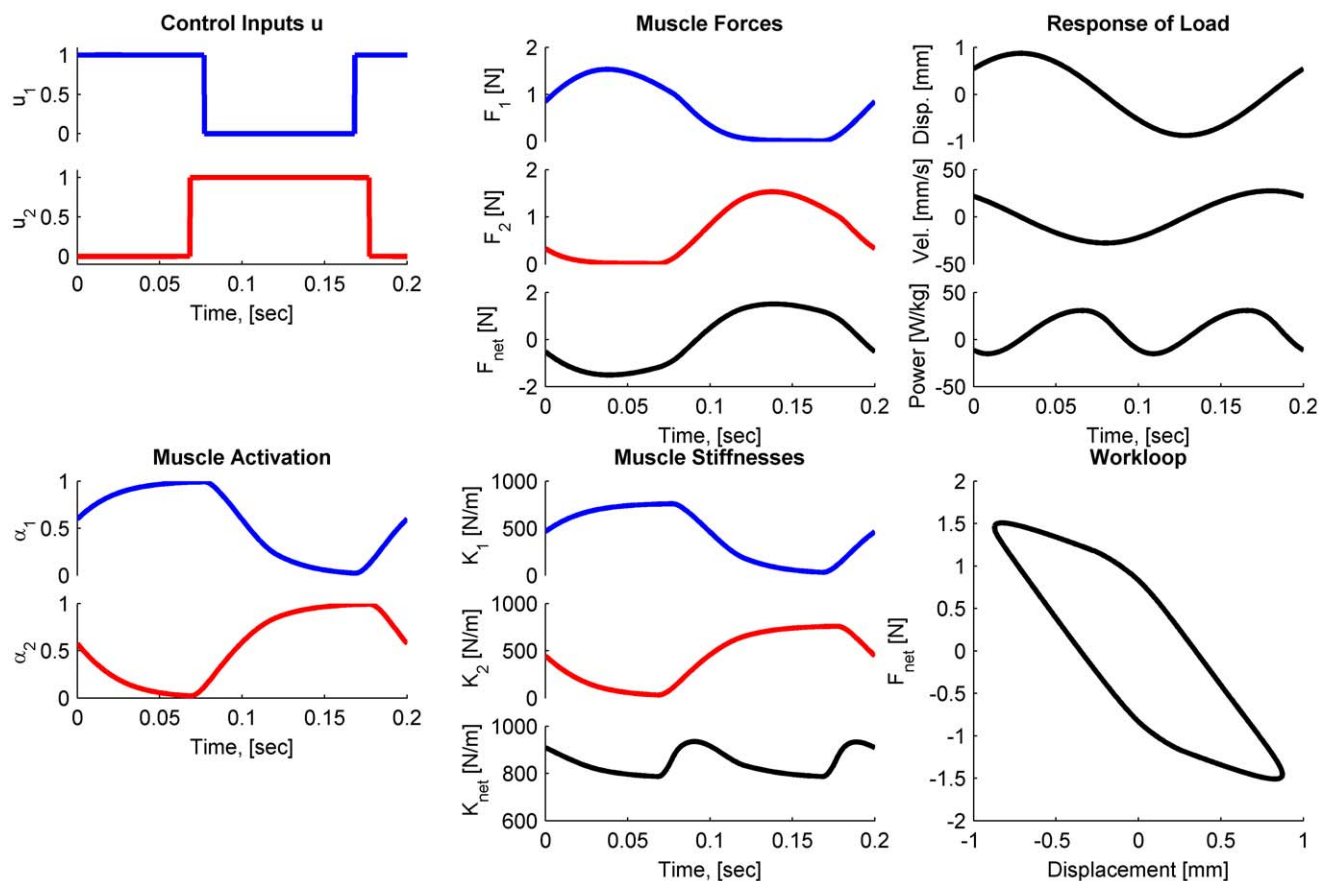 Control Inputs u
1
0.5
0
u1
1
0.5
0
u2
0 0.05 0.1 0.15 0.2
Time, [sec]
Muscle Forces
2
1
0
F1 [N]
2
1
0
F2 [N]
2
0
-2
Fnet [N]
0 0.05 0.1 0.15 0.2
Time, [sec]
Response of Load
1
0
-1
Disp. [mm]
50
0
-50
Vel. [mm/s]
50
0
-50
Power [W/kg]
0 0.05 0.1 0.15 0.2
Time, [sec]
Muscle Activation
1
0.5
0
α1
1
0.5
0
α2
0 0.05 0.1 0.15 0.2
Time, [sec]
Muscle Stiffnesses
1000
500
0
K1 [N/m]
1000
500
0
K2 [N/m]
1000
800
600
Knet [N/m]
0 0.05 0.1 0.15 0.2
Time, [sec]
Workloop
2
1.5
1
0.5
0
-0.5
-1
-1.5
-2
Fnet [N]
-1 -0.5 0 0.5 1
Displacement [mm]